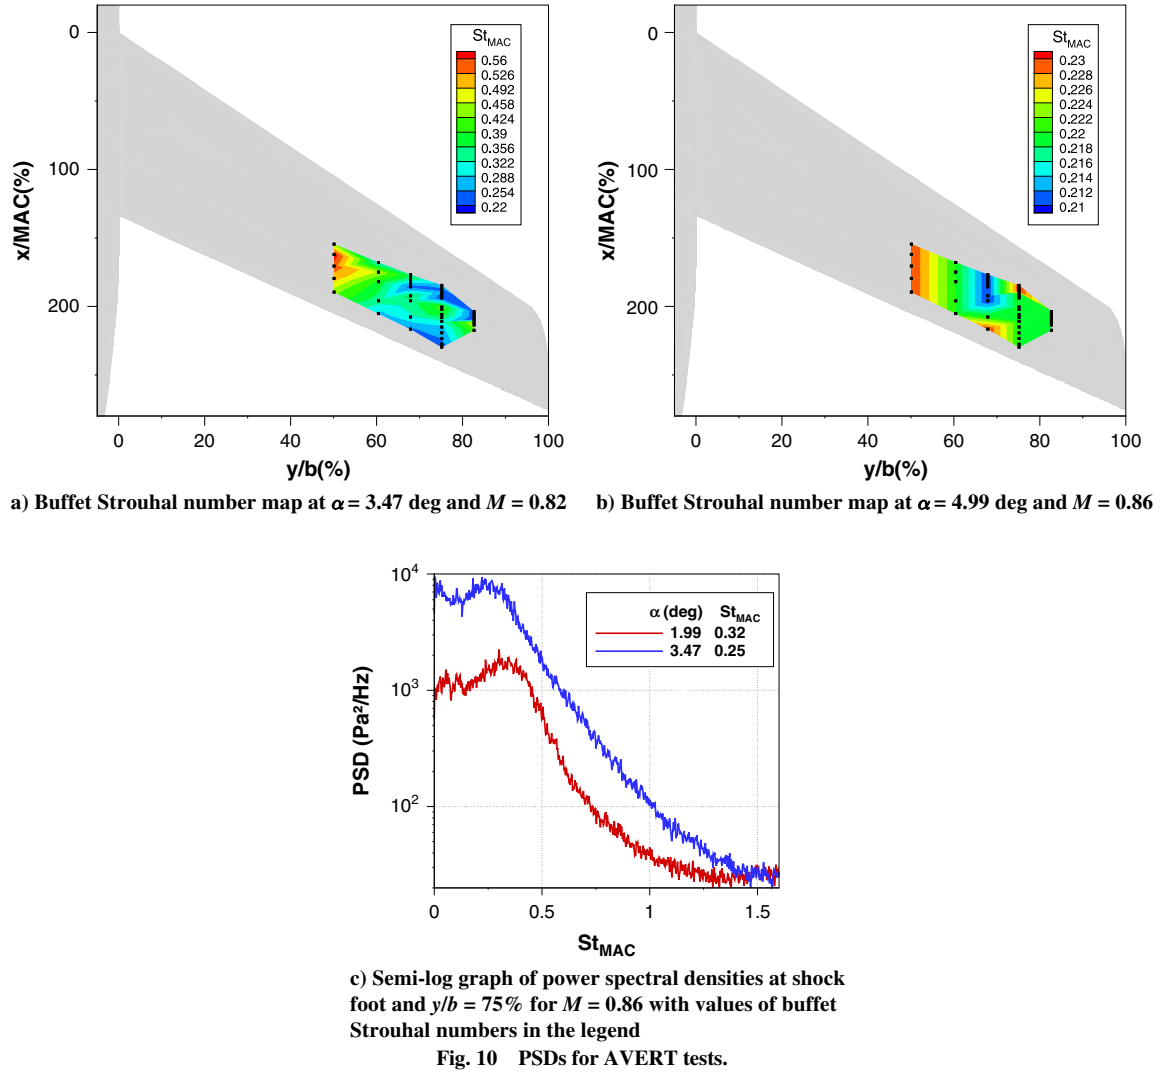 0
100
200
x/MAC(%)
St_MAC
0.56
0.526
0.492
0.458
0.424
0.39
0.356
0.322
0.288
0.254
0.22
0 20 40 60 80 100
y/b(%)
a) Buffet Strouhal number map at α = 3.47 deg and M = 0.82
0
100
200
x/MAC(%)
St_MAC
0.23
0.228
0.226
0.224
0.222
0.22
0.218
0.216
0.214
0.212
0.21
0 20 40 60 80 100
y/b(%)
b) Buffet Strouhal number map at α = 4.99 deg and M = 0.86
10⁴
10³
10²
PSD (Pa²/Hz)
α (deg) St_MAC
1.99 0.32
3.47 0.25
0 0.5 1 1.5
St_MAC
c) Semi-log graph of power spectral densities at shock
foot and y/b = 75% for M = 0.86 with values of buffet
Strouhal numbers in the legend
Fig. 10 PSDs for AVERT tests.